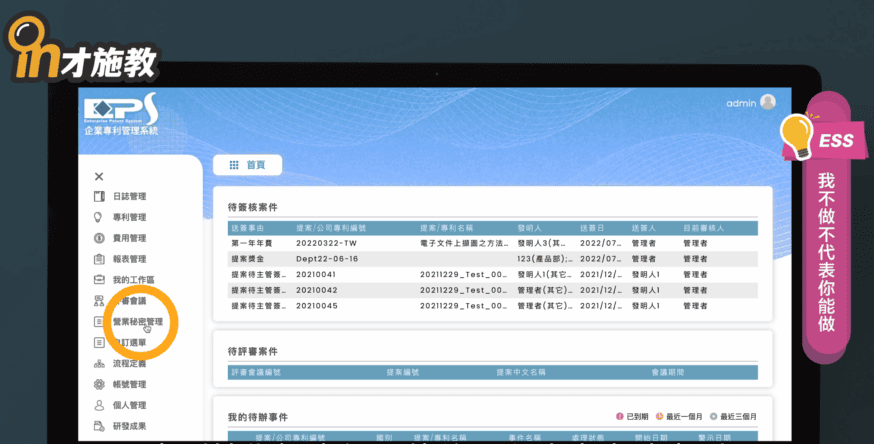 in才施教
EPS
Enterprise Patent System
企業專利管理系統
admin
ESS
我不做不代表你能做
首頁
日誌管理
專利管理
費用管理
報表管理
我的工作區
評審會議
營業秘密管理
自訂選單
流程定義
帳號管理
個人管理
研發成果
待簽核案件
送簽事由 提案/公司專利編號 提案/專利名稱 發明人 送簽日 送簽人 目前審核人
第一年年費 20220322-TW 電子文件上擷圖之方法... 發明人3(其... 2022/07... 管理者 管理者
提案獎金 Dept22-06-16 123(產品部);... 2022/07... 管理者 管理者
提案待主管簽... 20210041 20211229_Test_00... 發明人1(其它... 2021/12/... 發明人1 管理者
提案待主管簽... 20210042 20211229_Test_00... 管理者(其它)... 2021/12/... 發明人1 管理者
提案待主管簽... 20210045 20211229_Test_00... 管理者(其它)... 2021/12/... 發明人1 管理者
待評審案件
評審會議編號 提案編號 提案中文名稱 會議期間
我的待辦事件
已到期 最近一個月 最近三個月
提案/公司專利編號 國別 提案/專利名稱 事件名稱 處理狀態 開始日期 警示日期